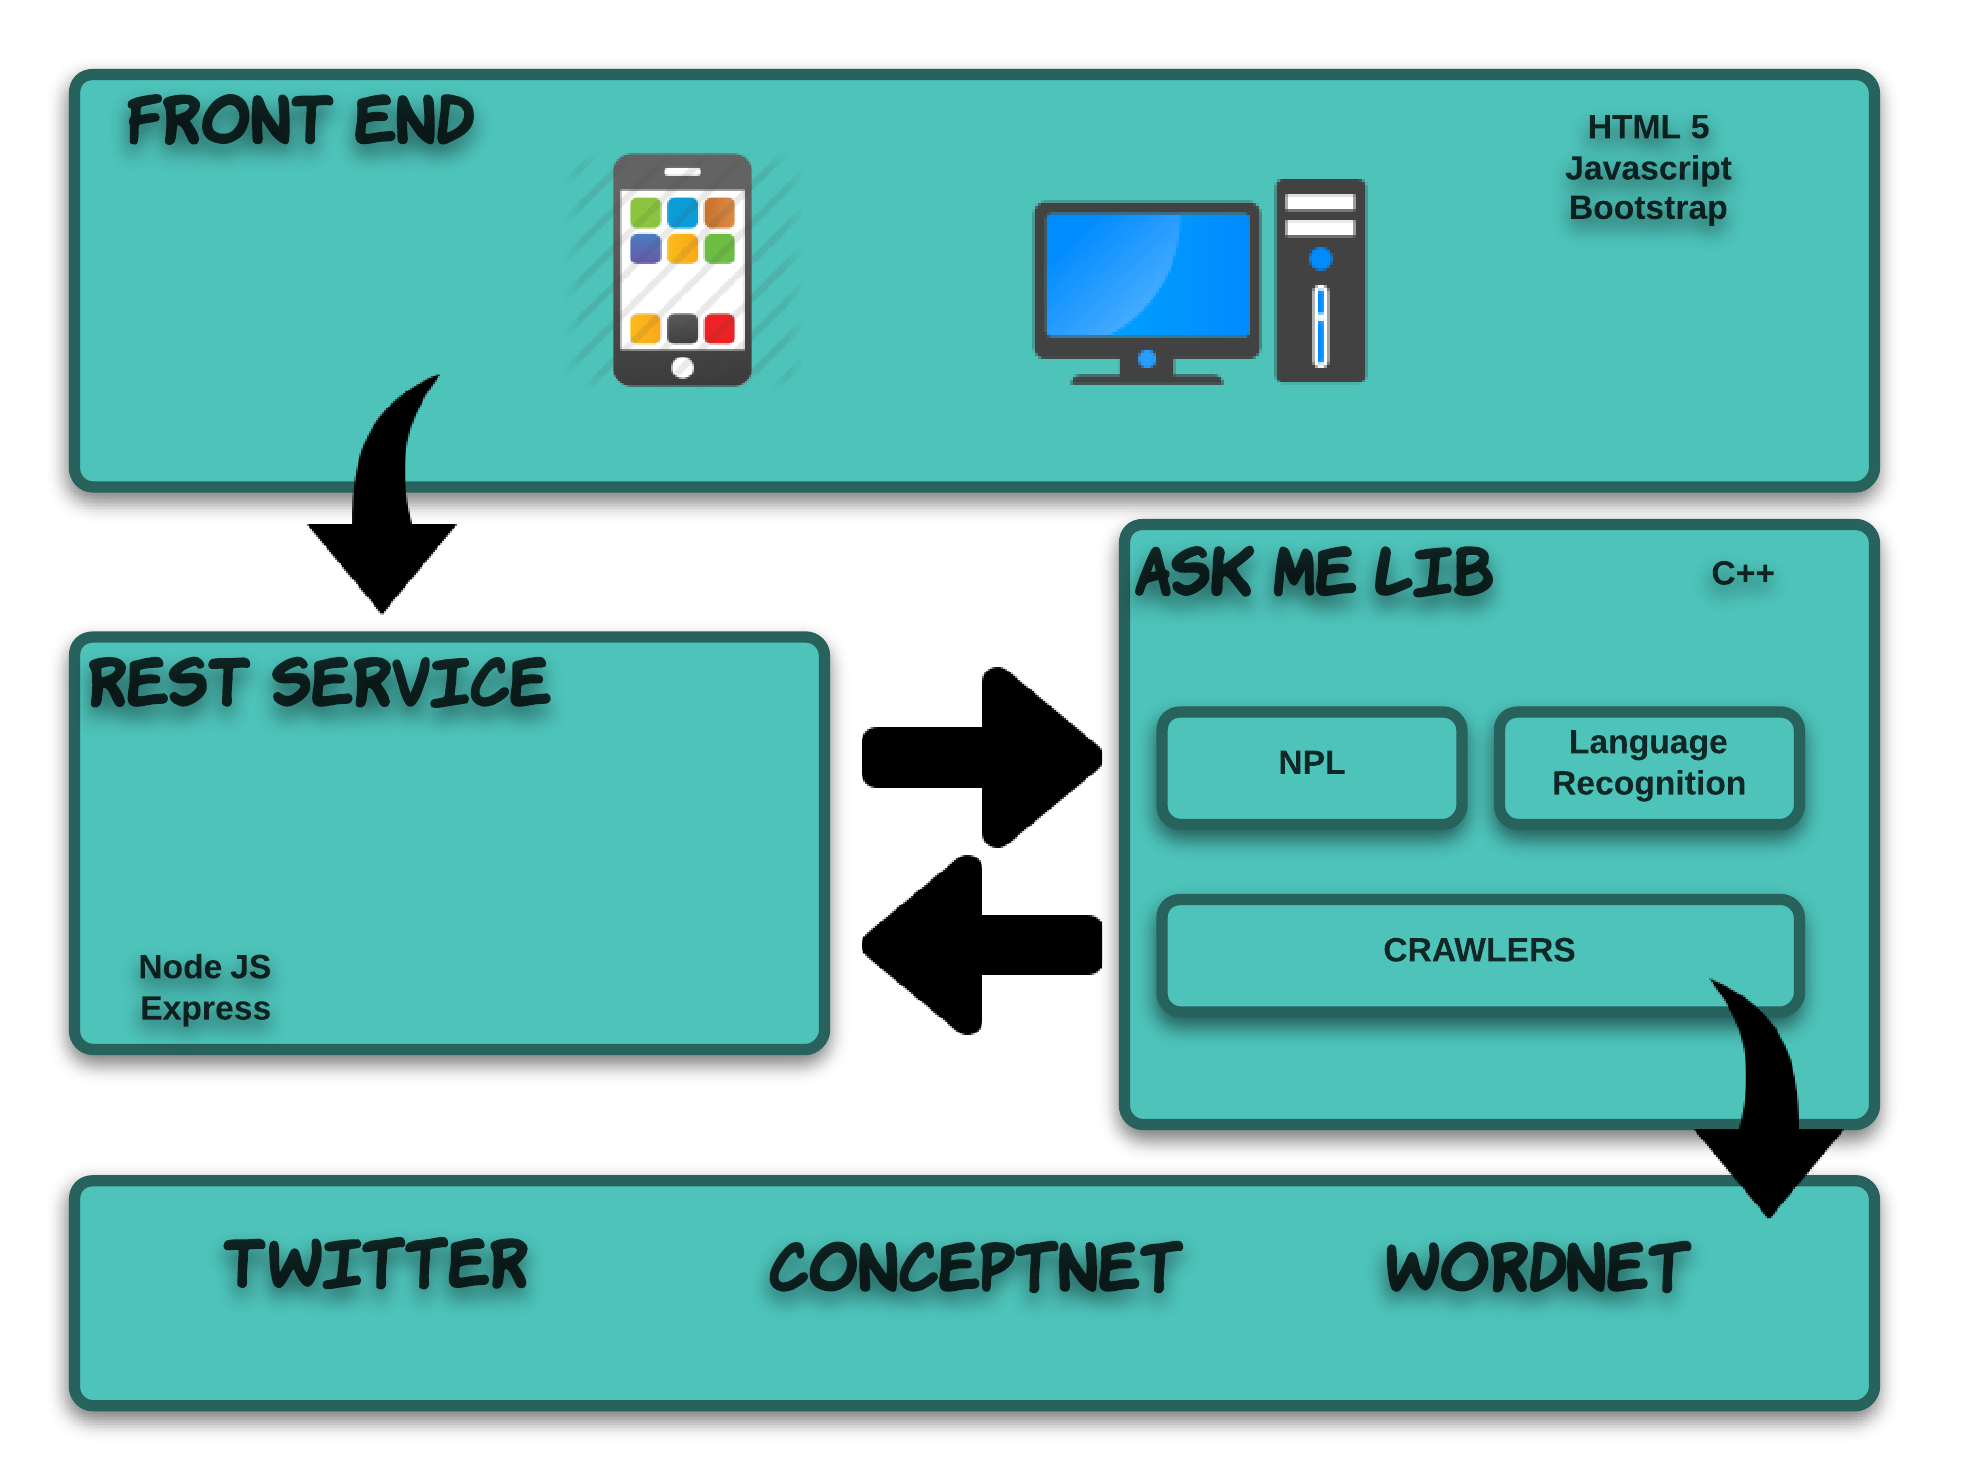 FRONT END
HTML 5
Javascript
Bootstrap
ASK ME LIB
C++
REST SERVICE
NPL
Language
Recognition
CRAWLERS
Node JS
Express
TWITTER
CONCEPTNET
WORDNET